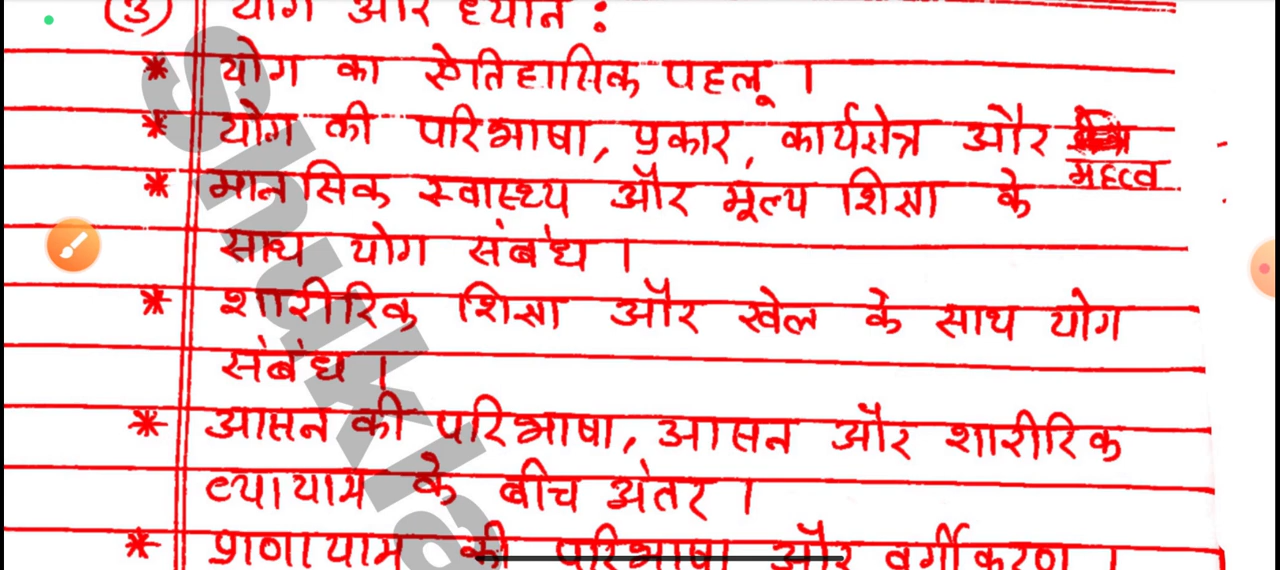 (3) योग और ध्यान :
* योग का ऐतिहासिक पहलू ।
* योग की परिभाषा, प्रकार, कार्यक्षेत्र और
महत्व
* मानसिक स्वास्थ्य और मूल्य शिक्षा के
साथ योग संबंध ।
* शारीरिक शिक्षा और खेल के साथ योग
संबंध ।
* आसन की परिभाषा, आसन और शारीरिक
व्यायाम के बीच अंतर ।
* प्राणायाम की परिभाषा और वर्गीकरण ।
Shukla